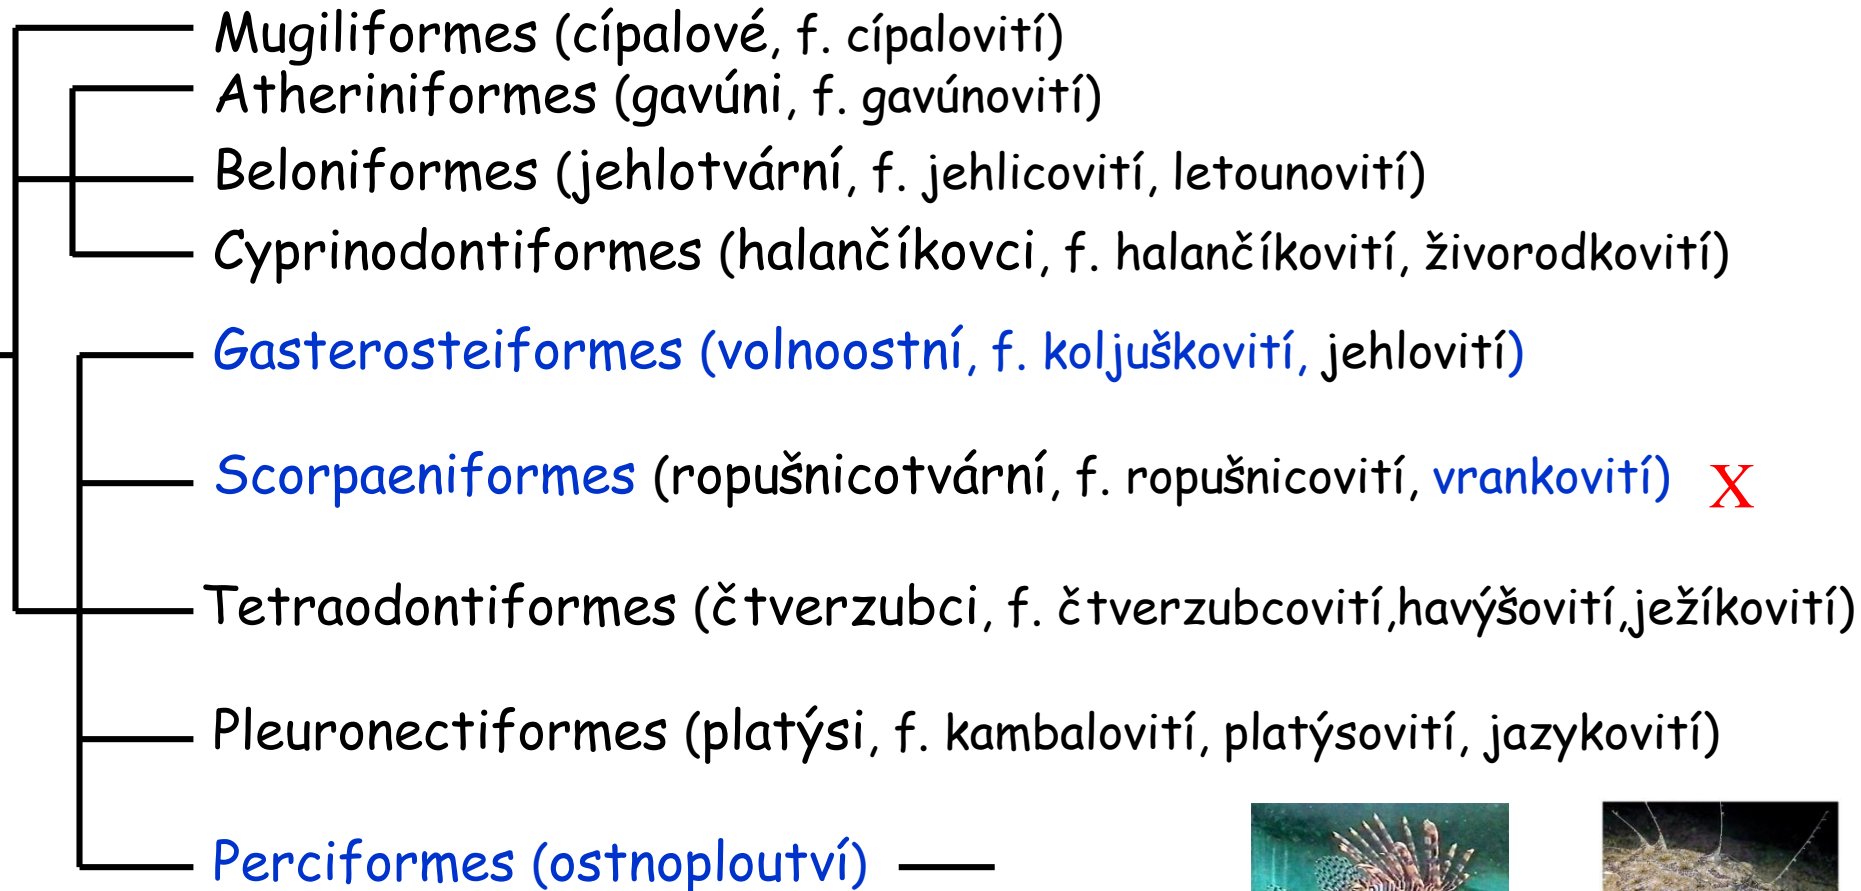 Mugiliformes (cípalové, f. cípalovití)
Atheriniformes (gavúni, f. gavúnovití)
Beloniformes (jehlotvární, f. jehlicovití, letounovití)
Cyprinodontiformes (halančíkovci, f. halančíkovití, živorodkovití)
Gasterosteiformes (volnoostní, f. koljuškovití, jehlovití)
Scorpaeniformes (ropušnicotvární, f. ropušnicovití, vrankovití) X
Tetraodontiformes (čtverzubci, f. čtverzubcovití,havýšovití,ježíkovití)
Pleuronectiformes (platýsi, f. kambalovití, platýsovití, jazykovití)
Perciformes (ostnoploutví)